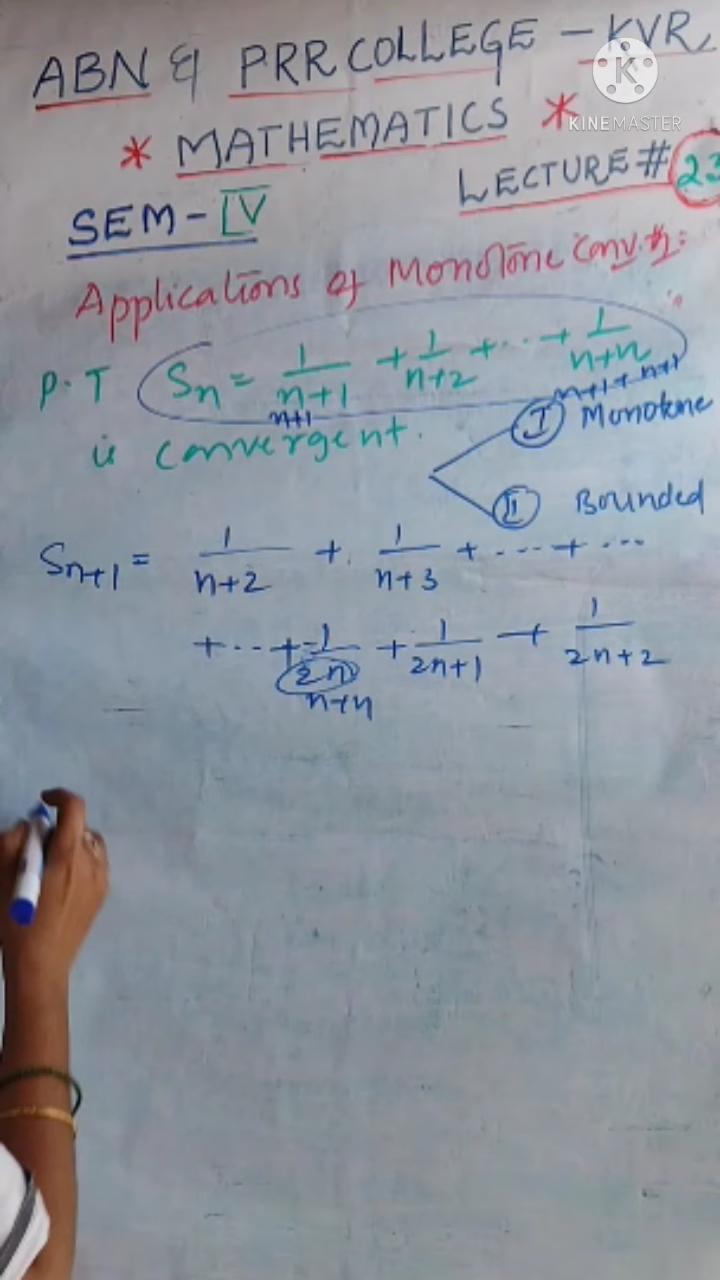 ABN & PRR COLLEGE - KVR
K
KINEMASTER
* MATHEMATICS *
LECTURE # 23
SEM - IV
Applications of Monotone Conv. th:
P.T Sn = 1/(n+1) + 1/(n+2) + ... + 1/(n+n)
n+1 n+1+n+1
is convergent.
I Monotone
II Bounded
Sn+1 = 1/(n+2) + 1/(n+3) + ... + ...
+ ... + 1/2n + 1/(2n+1) + 1/(2n+2)
n+n